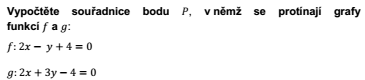 Vypočtěte souřadnice bodu P, v němž se protínají grafy
funkcí f a g:
f: 2x − y + 4 = 0
g: 2x + 3y − 4 = 0